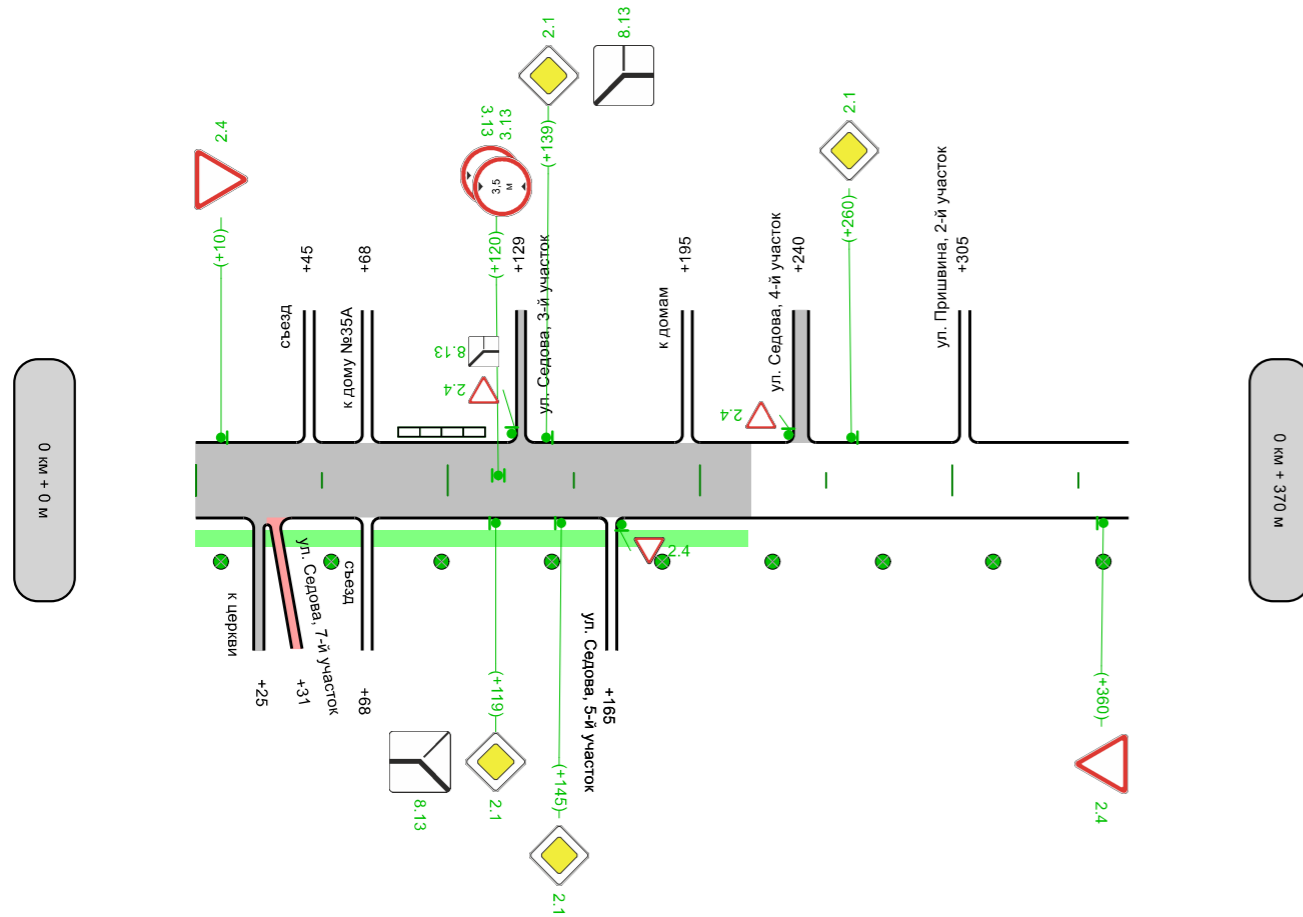 2.1
8.13
2.1
3.13
3.13
2.4
(+139)
(+10)
(+120)
(+260)
3,5
м
+45
+68
+129
+195
+240
+305
съезд
к дому №35А
ул. Седова, 3-й участок
к домам
ул. Седова, 4-й участок
ул. Пришвина, 2-й участок
8.13
2.4
2.4
0 км + 0 м
0 км + 370 м
2.4
к церкви
ул. Седова, 7-й участок
съезд
ул. Седова, 5-й участок
+25
+31
+68
+165
(+119)
(+145)
(+360)
8.13
2.1
2.1
2.4